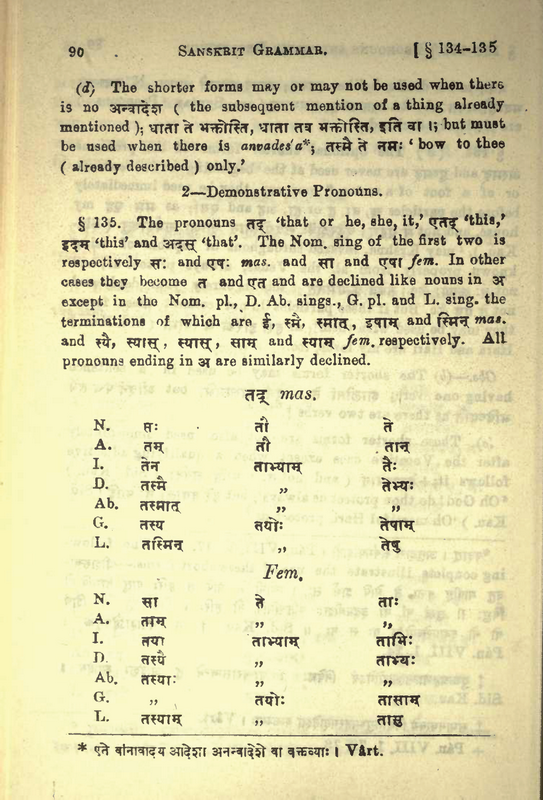 90 SANSKRIT GRAMMAR. [ § 134-135
(d) The shorter forms may or may not be used when there
is no अन्वादेश ( the subsequent mention of a thing already
mentioned ); धाता ते भक्तोस्ति, धाता तव भक्तोस्ति, इति वा ।; but must
be used when there is anvades'a*; तस्मै ते नमः ‘ bow to thee
( already described ) only.’
2—Demonstrative Pronouns.
§ 135. The pronouns तद् ‘that or he, she, it,’ एतद् ‘this,’
इदम् ‘this’ and अदस् ‘that’. The Nom. sing of the first two is
respectively सः and एषः mas. and सा and एषा fem. In other
cases they become त and एत and are declined like nouns in अ
except in the Nom. pl., D. Ab. sings., G. pl. and L. sing. the
terminations of which are ई, स्मै, स्मात्, इषाम् and स्मिन् mas.
and स्यै, स्यास्, स्यास्, साम् and स्याम् fem. respectively. All
pronouns ending in अ are similarly declined.
तद् mas.
N. सः तौ ते
A. तम् तौ तान्
I. तेन ताभ्याम् तैः
D. तस्मै ,, तेभ्यः
Ab. तस्मात् ,, ,,
G. तस्य तयोः तेषाम्
L. तस्मिन् ,, तेषु
Fem.
N. सा ते ताः
A. ताम् ,, ,,
I. तया ताभ्याम् ताभिः
D. तस्यै ,, ताभ्यः
Ab. तस्याः ,, ,,
G. ,, तयोः तासाम्
L. तस्याम् ,, तासु
* एते वांनावादय आदेशा अनन्वादेशे वा वक्तव्याः । Vârt.